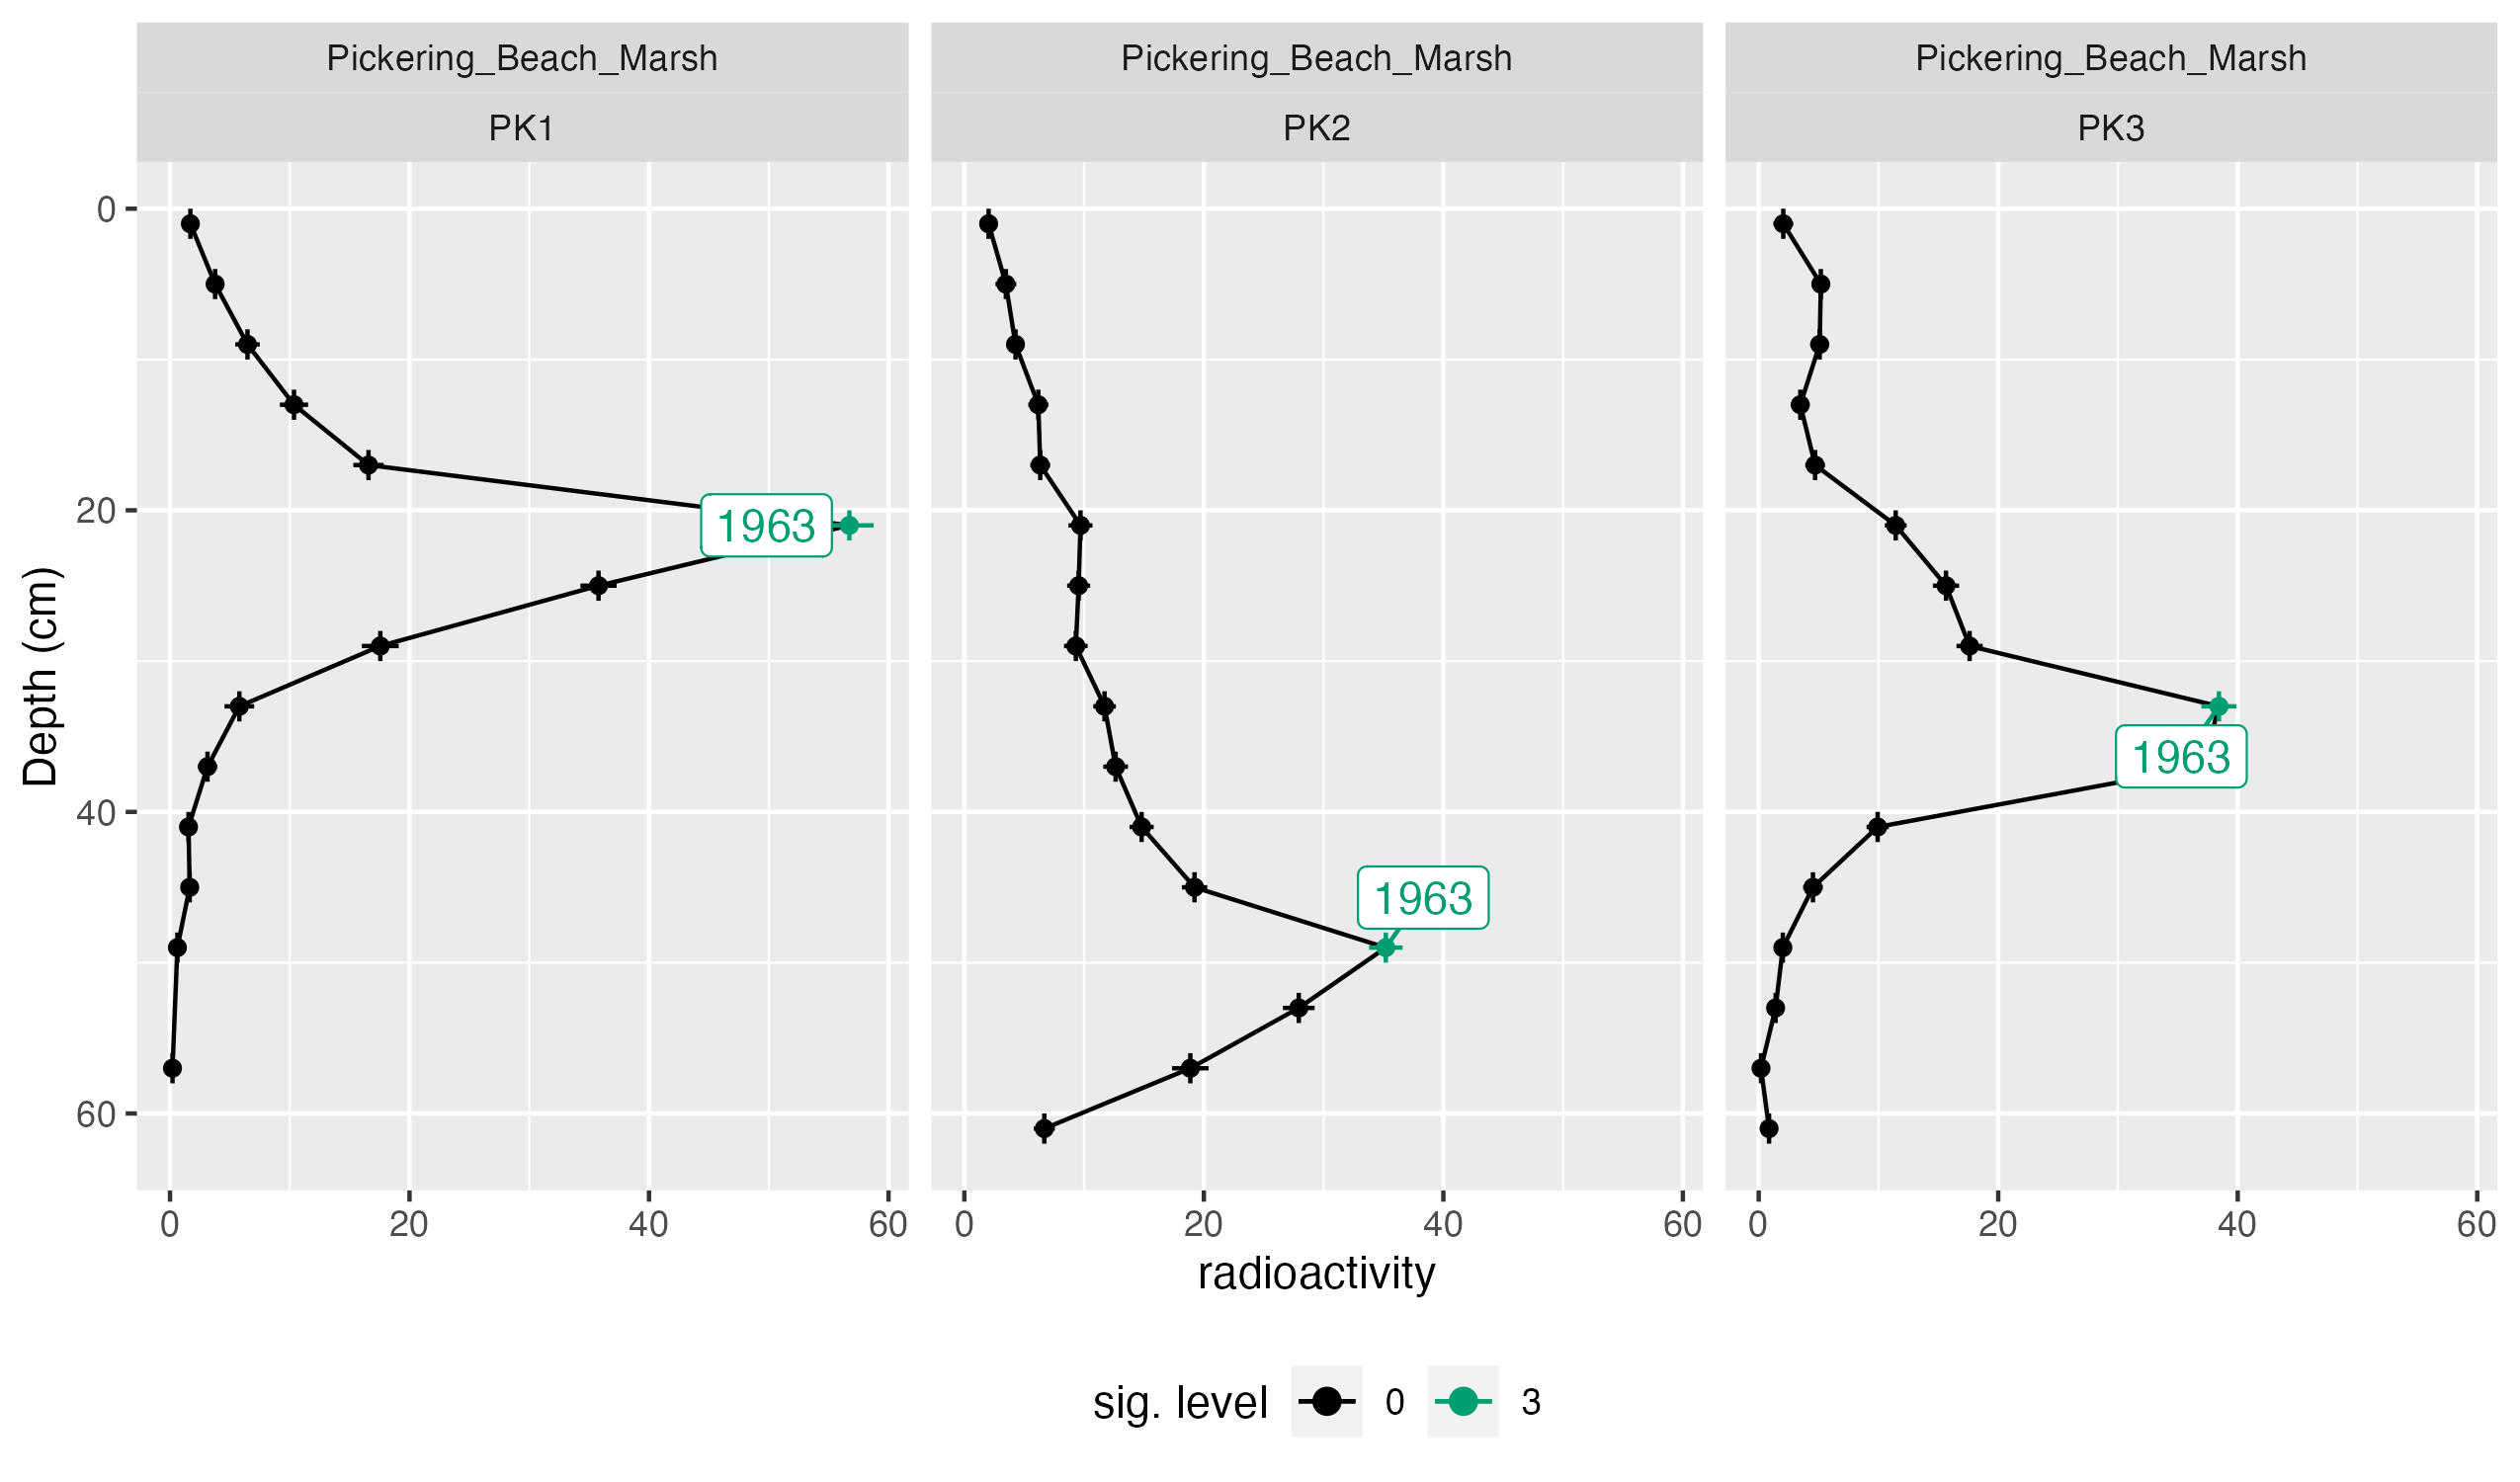 Pickering_Beach_Marsh Pickering_Beach_Marsh Pickering_Beach_Marsh
PK1 PK2 PK3
0
20
40
60
Depth (cm)
1963
1963
1963
0 20 40 60 0 20 40 60 0 20 40 60
radioactivity
sig. level 0 3